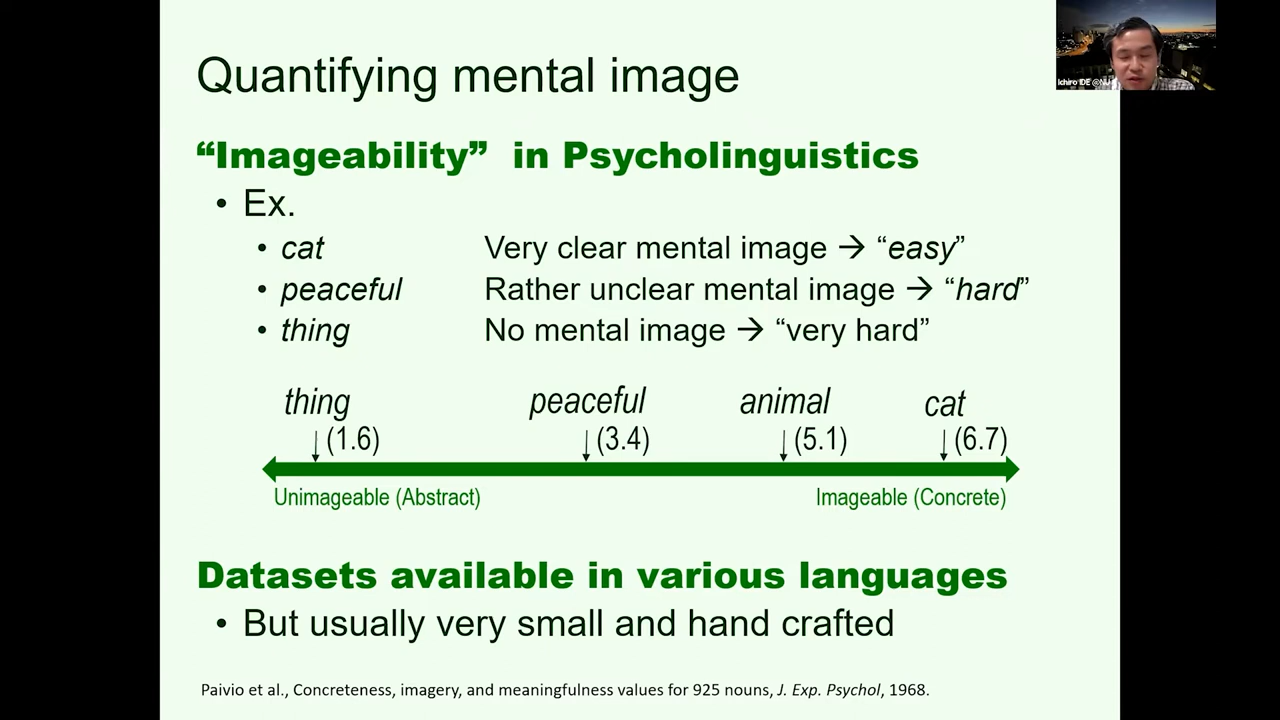 Quantifying mental image
Ichiro IDE @NU
“Imageability” in Psycholinguistics
• Ex.
• cat Very clear mental image → “easy”
• peaceful Rather unclear mental image → “hard”
• thing No mental image → “very hard”
thing peaceful animal cat
(1.6) (3.4) (5.1) (6.7)
Unimageable (Abstract) Imageable (Concrete)
Datasets available in various languages
• But usually very small and hand crafted
Paivio et al., Concreteness, imagery, and meaningfulness values for 925 nouns, J. Exp. Psychol, 1968.